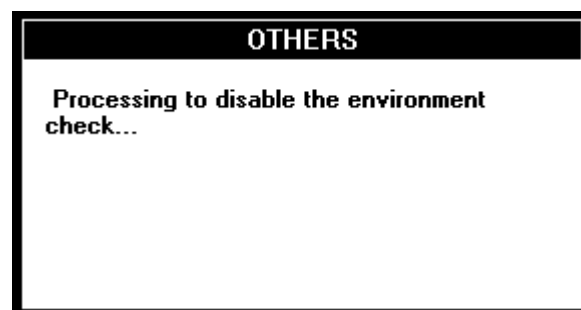 OTHERS
Processing to disable the environment
check...